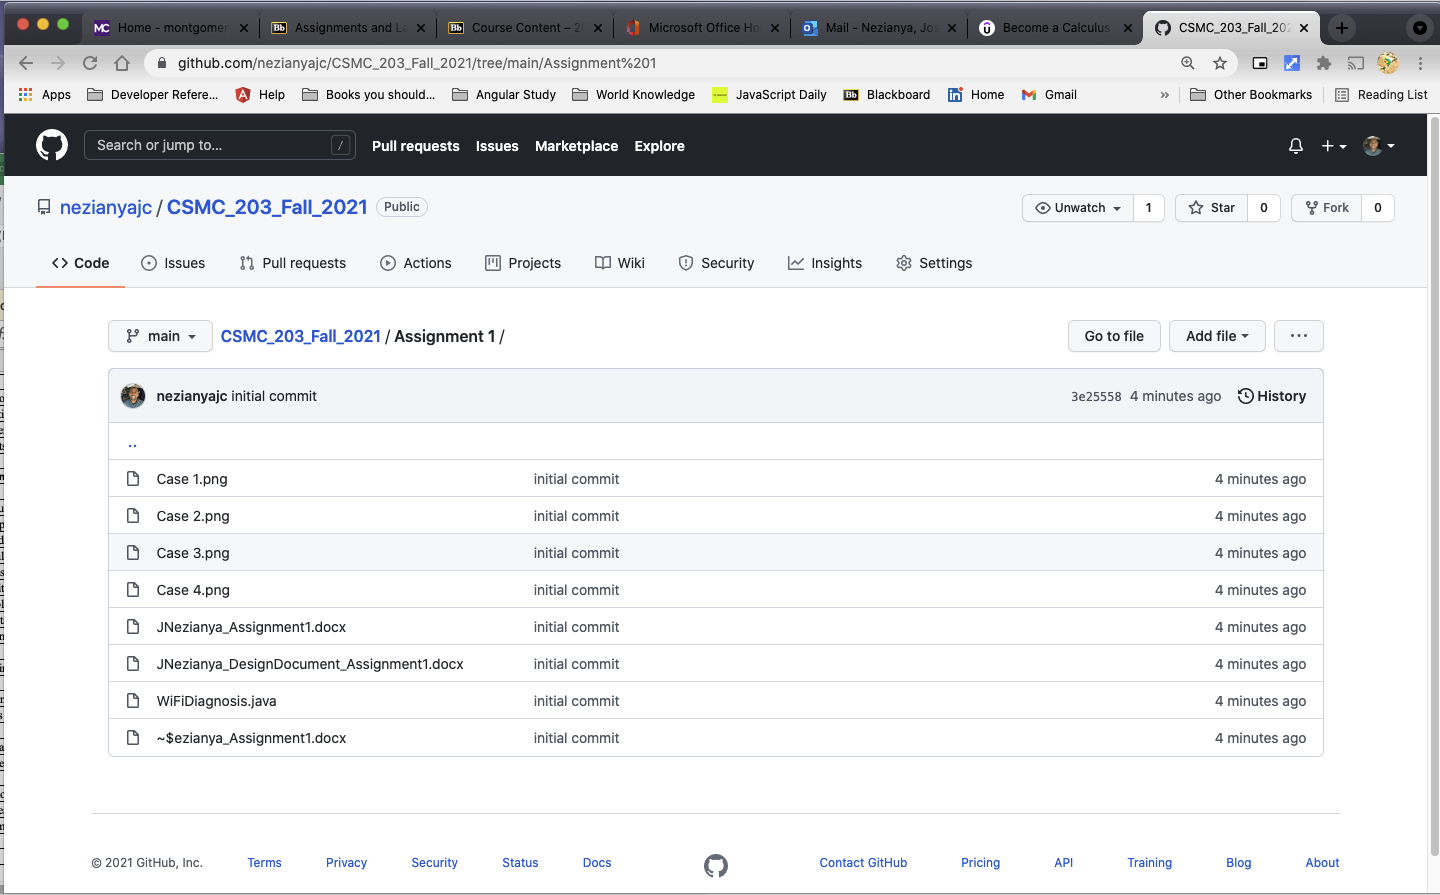 Home - montgomer
Assignments and La
Course Content – 20
Microsoft Office Ho
Mail - Nezianya, Jos
Become a Calculus
CSMC_203_Fall_202
github.com/nezianyajc/CSMC_203_Fall_2021/tree/main/Assignment%201
Apps Developer Refere... Help Books you should... Angular Study World Knowledge JavaScript Daily Bb Blackboard Home Gmail » Other Bookmarks Reading List
Search or jump to... / Pull requests Issues Marketplace Explore
nezianyajc / CSMC_203_Fall_2021 Public
Unwatch 1 Star 0 Fork 0
Code Issues Pull requests Actions Projects Wiki Security Insights Settings
main CSMC_203_Fall_2021 / Assignment 1 / Go to file Add file ...
nezianyajc initial commit 3e25558 4 minutes ago History
..
Case 1.png initial commit 4 minutes ago
Case 2.png initial commit 4 minutes ago
Case 3.png initial commit 4 minutes ago
Case 4.png initial commit 4 minutes ago
JNezianya_Assignment1.docx initial commit 4 minutes ago
JNezianya_DesignDocument_Assignment1.docx initial commit 4 minutes ago
WiFiDiagnosis.java initial commit 4 minutes ago
~$ezianya_Assignment1.docx initial commit 4 minutes ago
© 2021 GitHub, Inc. Terms Privacy Security Status Docs Contact GitHub Pricing API Training Blog About